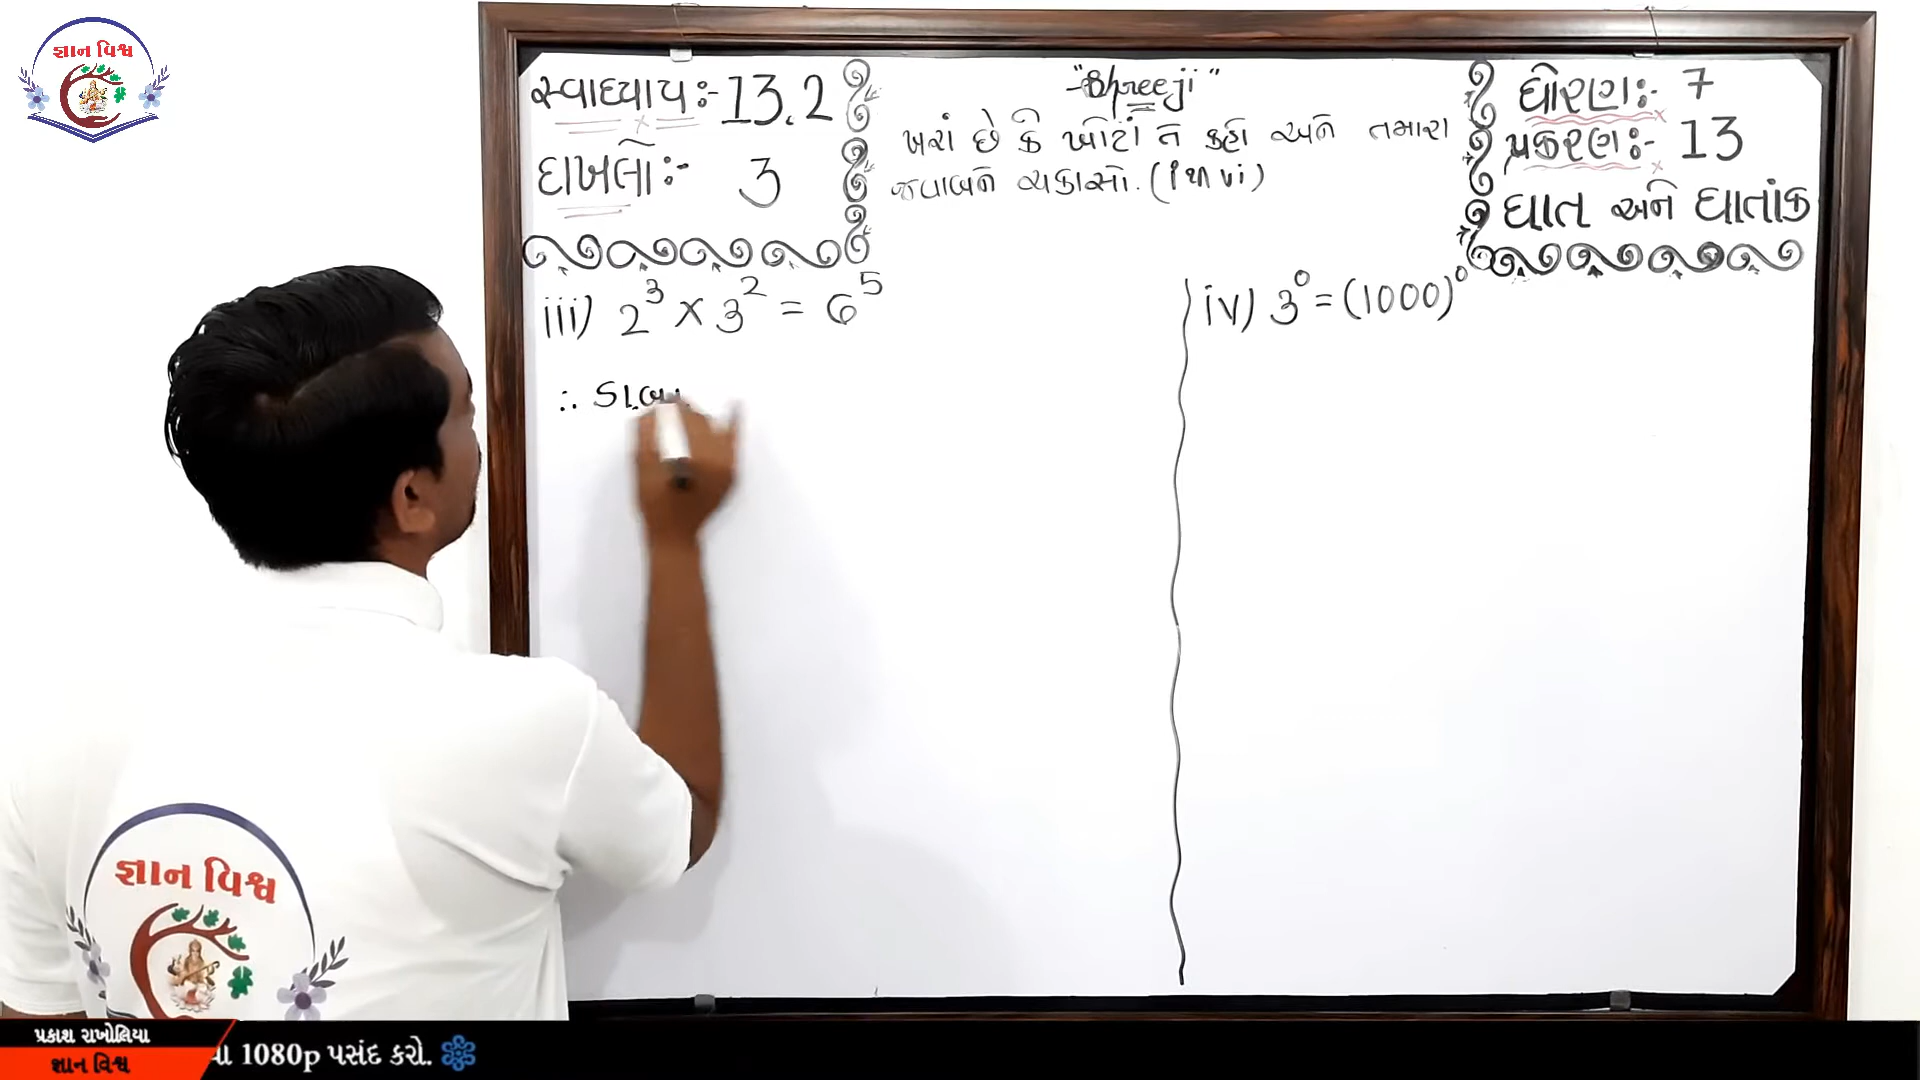 જ્ઞાન વિશ્વ
સ્વાધ્યાય:- 13.2
દાખલો:- 3
"Shreeji"
ખરાં છે કે ખોટાં તે કહો અને તમારા
જવાબને ચકાસો. (i થી vi)
ધોરણ:- 7
પ્રકરણ:- 13
ઘાત અને ઘાતાંક
iii) 2³ × 3² = 6⁵
∴ ડાબા
iv) 3⁰ = (1000)⁰
જ્ઞાન વિશ્વ
પ્રકાશ રાખોલિયા
જ્ઞાન વિશ્વ
1080p પસંદ કરો.